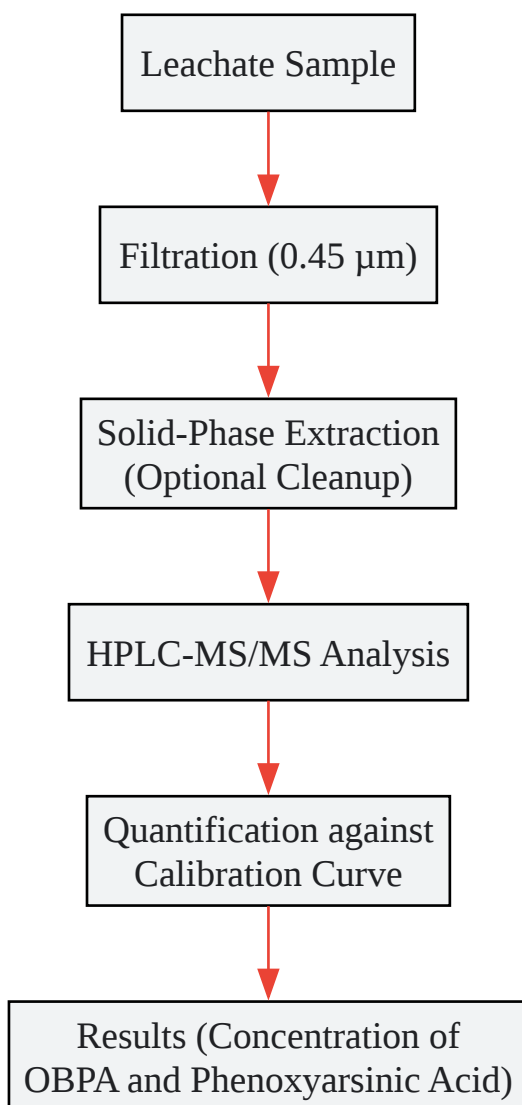 Leachate Sample
Filtration (0.45 µm)
Solid-Phase Extraction
(Optional Cleanup)
HPLC-MS/MS Analysis
Quantification against
Calibration Curve
Results (Concentration of
OBPA and Phenoxyarsinic Acid)